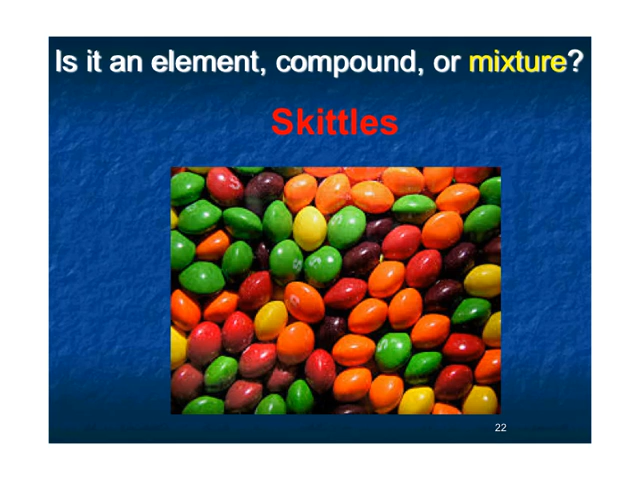 Is it an element, compound, or mixture?
Skittles
22